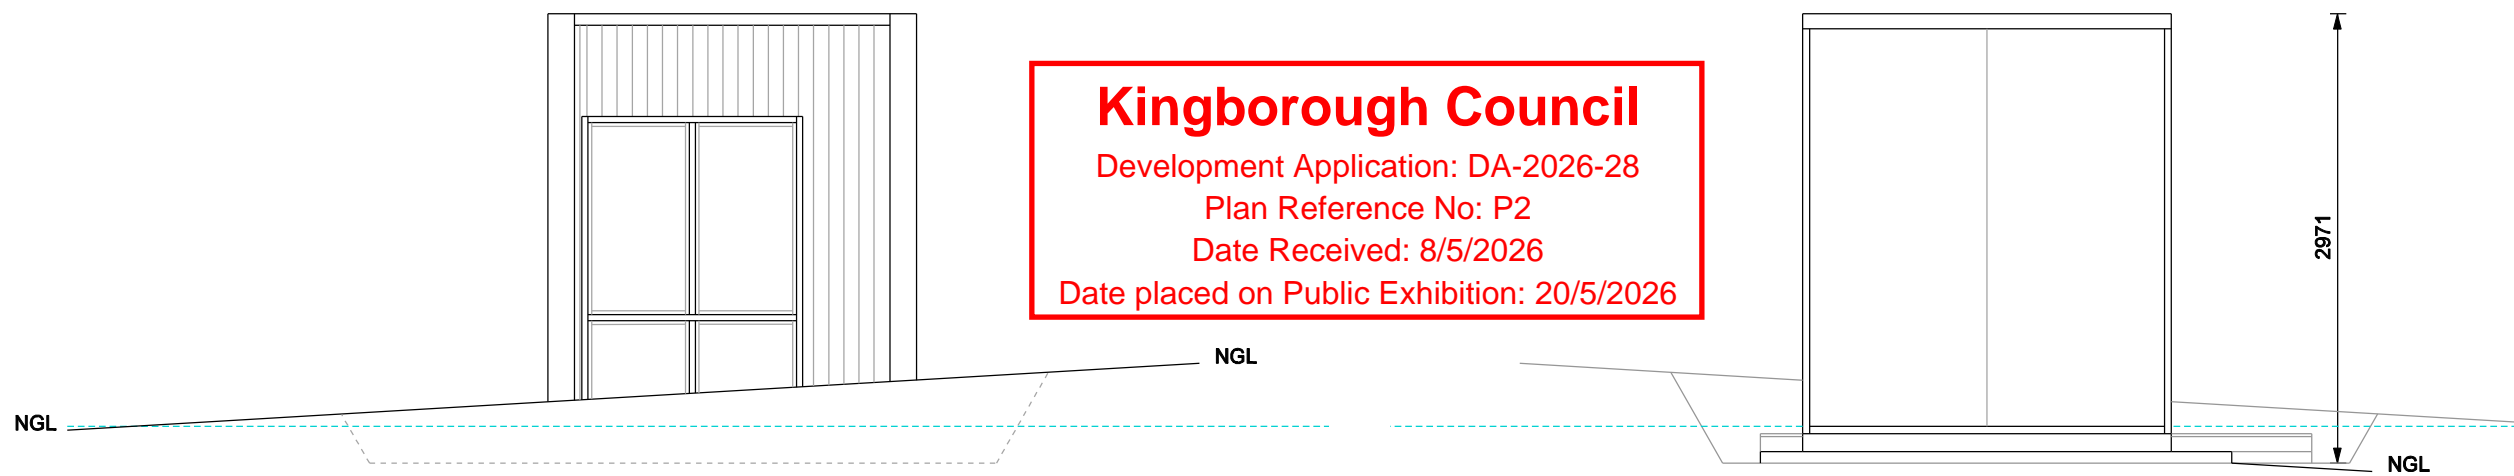 Kingborough Council
Development Application: DA-2026-28
Plan Reference No: P2
Date Received: 8/5/2026
Date placed on Public Exhibition: 20/5/2026
2971
NGL
NGL
NGL